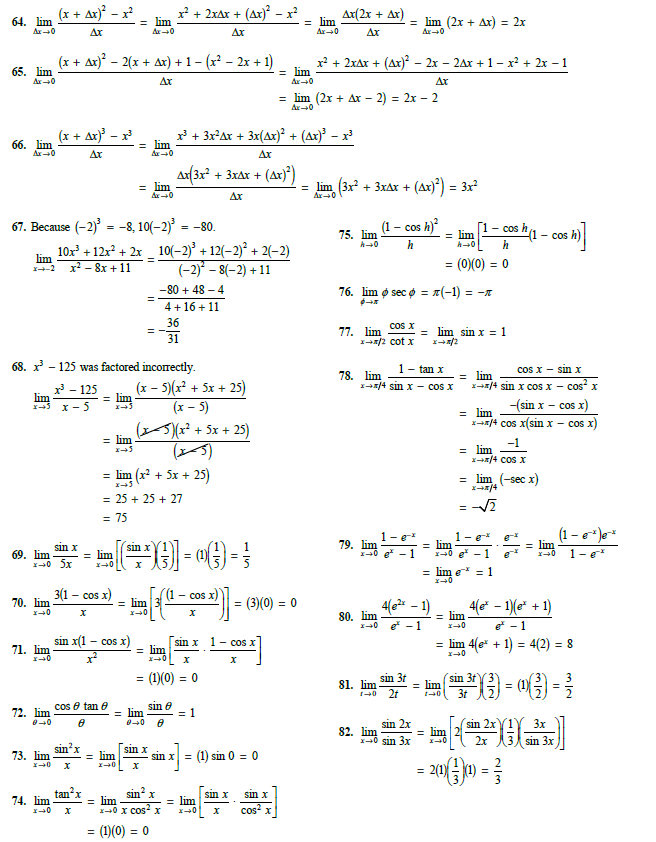 64. lim_{Δx→0} ((x + Δx)² − x²)/Δx = lim_{Δx→0} (x² + 2xΔx + (Δx)² − x²)/Δx = lim_{Δx→0} (Δx(2x + Δx))/Δx = lim_{Δx→0} (2x + Δx) = 2x
65. lim_{Δx→0} ((x + Δx)² − 2(x + Δx) + 1 − (x² − 2x + 1))/Δx = lim_{Δx→0} (x² + 2xΔx + (Δx)² − 2x − 2Δx + 1 − x² + 2x − 1)/Δx
= lim_{Δx→0} (2x + Δx − 2) = 2x − 2
66. lim_{Δx→0} ((x + Δx)³ − x³)/Δx = lim_{Δx→0} (x³ + 3x²Δx + 3x(Δx)² + (Δx)³ − x³)/Δx
= lim_{Δx→0} (Δx(3x² + 3xΔx + (Δx)²))/Δx = lim_{Δx→0} (3x² + 3xΔx + (Δx)²) = 3x²
67. Because (−2)³ = −8, 10(−2)³ = −80.
lim_{x→−2} (10x³ + 12x² + 2x)/(x² − 8x + 11) = (10(−2)³ + 12(−2)² + 2(−2))/((−2)² − 8(−2) + 11)
= (−80 + 48 − 4)/(4 + 16 + 11)
= −36/31
68. x³ − 125 was factored incorrectly.
lim_{x→5} (x³ − 125)/(x − 5) = lim_{x→5} ((x − 5)(x² + 5x + 25))/(x − 5)
= lim_{x→5} ((x − 5)(x² + 5x + 25))/(x − 5)
= lim_{x→5} (x² + 5x + 25)
= 25 + 25 + 27
= 75
69. lim_{x→0} sin x/5x = lim_{x→0} [(sin x/x)(1/5)] = (1)(1/5) = 1/5
70. lim_{x→0} 3(1 − cos x)/x = lim_{x→0} [3((1 − cos x)/x)] = (3)(0) = 0
71. lim_{x→0} sin x(1 − cos x)/x² = lim_{x→0} [sin x/x · (1 − cos x)/x]
= (1)(0) = 0
72. lim_{θ→0} cos θ tan θ/θ = lim_{θ→0} sin θ/θ = 1
73. lim_{x→0} sin² x/x = lim_{x→0} [sin x/x sin x] = (1) sin 0 = 0
74. lim_{x→0} tan² x/x = lim_{x→0} sin² x/(x cos² x) = lim_{x→0} [sin x/x · sin x/cos² x]
= (1)(0) = 0
75. lim_{h→0} (1 − cos h)²/h = lim_{h→0} [(1 − cos h)/h (1 − cos h)]
= (0)(0) = 0
76. lim_{φ→π} φ sec φ = π(−1) = −π
77. lim_{x→π/2} cos x/cot x = lim_{x→π/2} sin x = 1
78. lim_{x→π/4} (1 − tan x)/(sin x − cos x) = lim_{x→π/4} (cos x − sin x)/(sin x cos x − cos² x)
= lim_{x→π/4} −(sin x − cos x)/(cos x(sin x − cos x))
= lim_{x→π/4} −1/cos x
= lim_{x→π/4} (−sec x)
= −√2
79. lim_{x→0} (1 − e⁻ˣ)/(eˣ − 1) = lim_{x→0} (1 − e⁻ˣ)/(eˣ − 1) · e⁻ˣ/e⁻ˣ = lim_{x→0} (1 − e⁻ˣ)e⁻ˣ/(1 − e⁻ˣ)
= lim_{x→0} e⁻ˣ = 1
80. lim_{x→0} 4(e²ˣ − 1)/(eˣ − 1) = lim_{x→0} 4(eˣ − 1)(eˣ + 1)/(eˣ − 1)
= lim_{x→0} 4(eˣ + 1) = 4(2) = 8
81. lim_{t→0} sin 3t/2t = lim_{t→0} (sin 3t/3t)(3/2) = (1)(3/2) = 3/2
82. lim_{x→0} sin 2x/sin 3x = lim_{x→0} [2(sin 2x/2x)(1/3)(3x/sin 3x)]
= 2(1)(1/3)(1) = 2/3